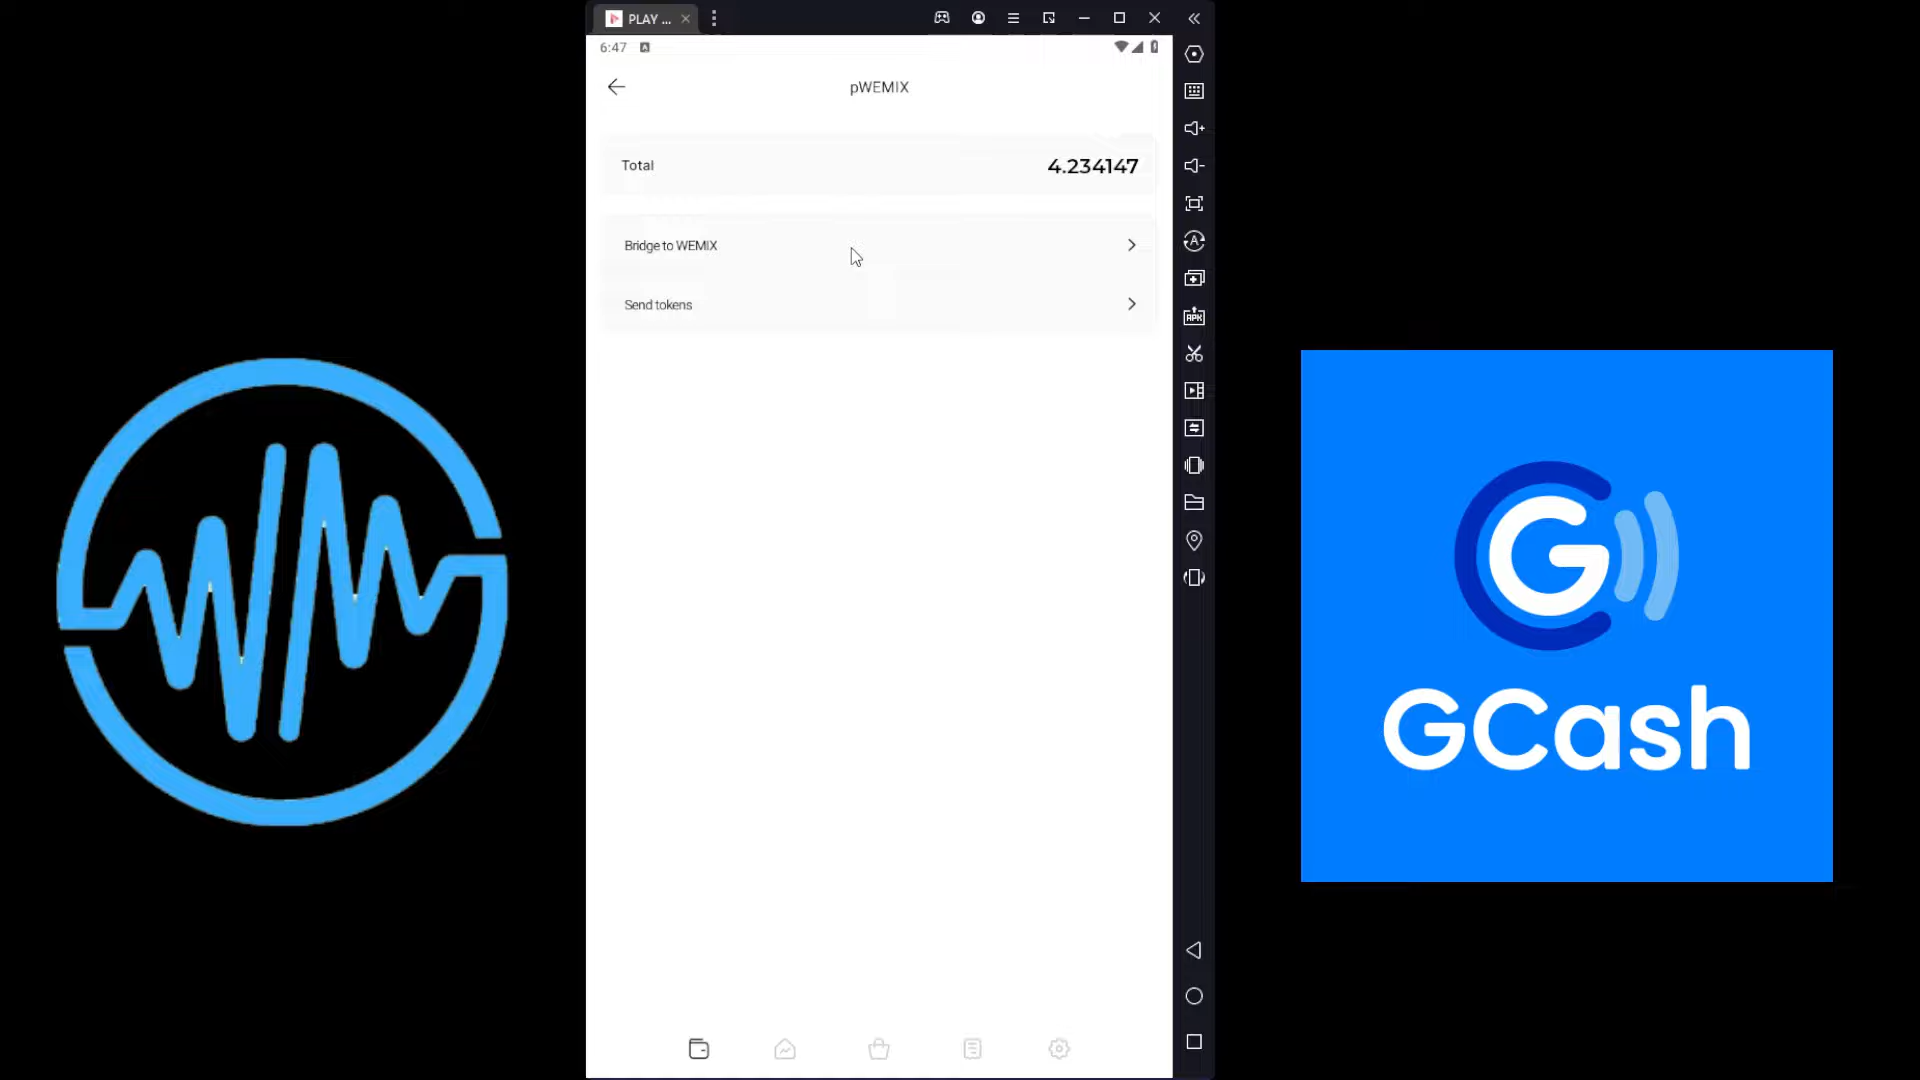 PLAY ...
6:47
pWEMIX
Total
4.234147
Bridge to WEMIX
Send tokens
GCash